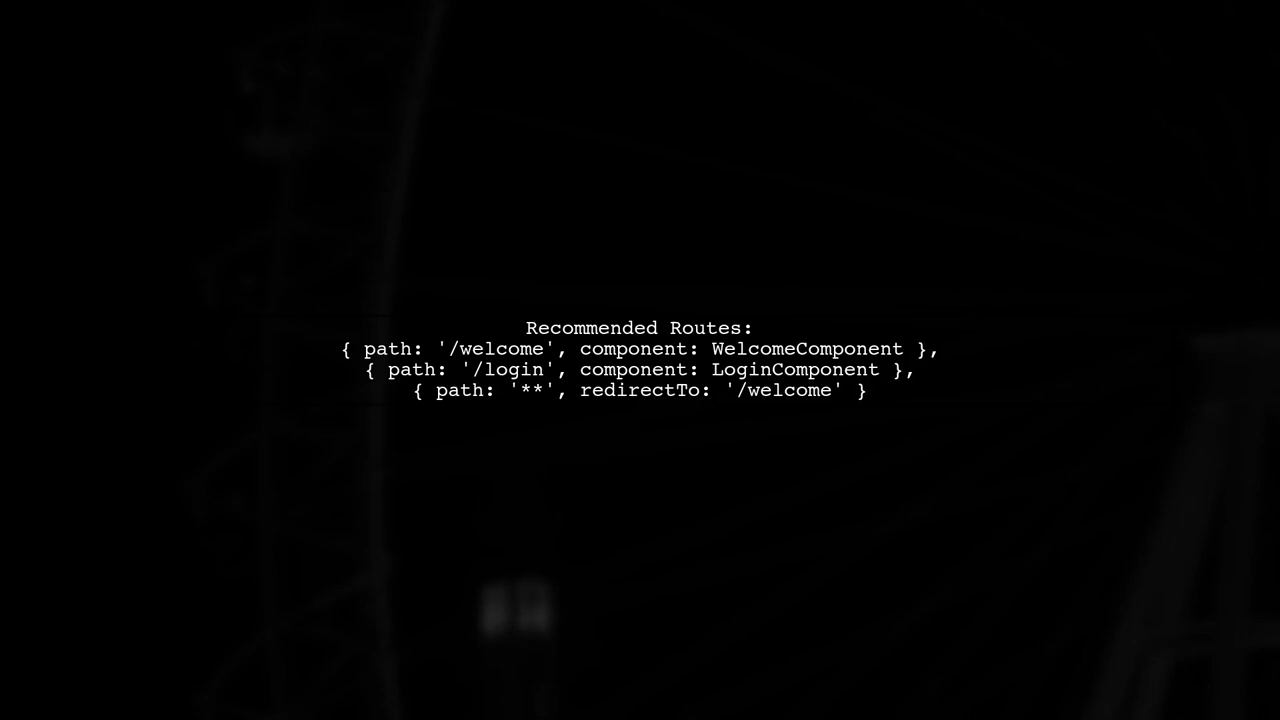 Recommended Routes:
{ path: '/welcome', component: WelcomeComponent },
{ path: '/login', component: LoginComponent },
{ path: '**', redirectTo: '/welcome' }